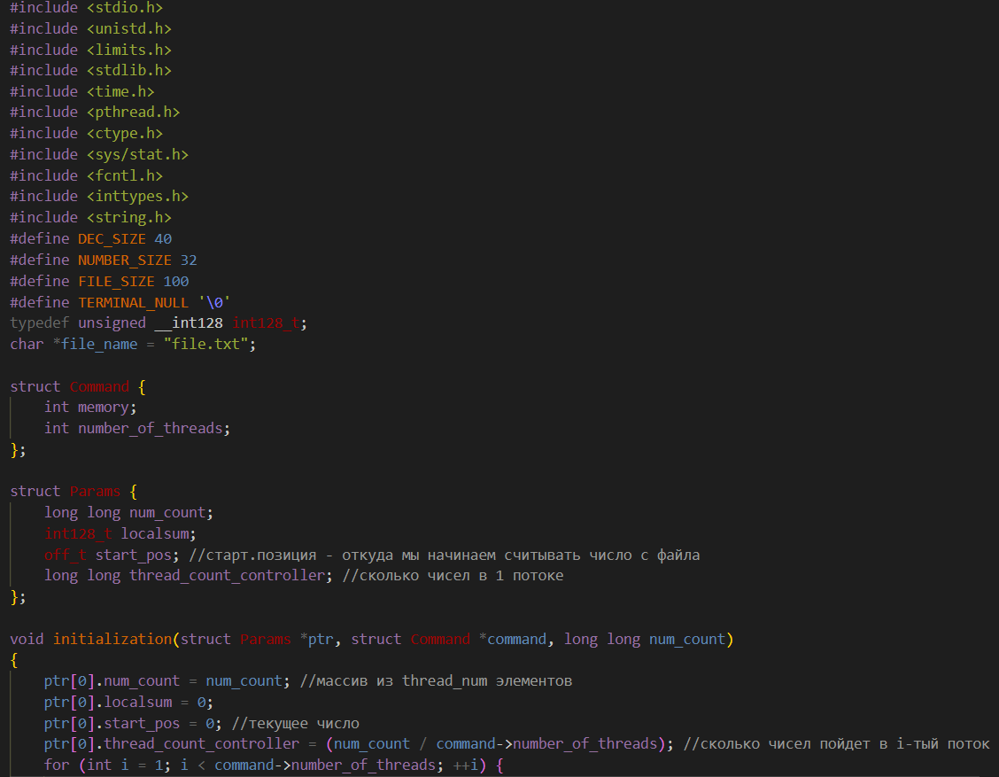 #include <stdio.h>
#include <unistd.h>
#include <limits.h>
#include <stdlib.h>
#include <time.h>
#include <pthread.h>
#include <ctype.h>
#include <sys/stat.h>
#include <fcntl.h>
#include <inttypes.h>
#include <string.h>
#define DEC_SIZE 40
#define NUMBER_SIZE 32
#define FILE_SIZE 100
#define TERMINAL_NULL '\0'
typedef unsigned __int128 int128_t;
char *file_name = "file.txt";

struct Command {
    int memory;
    int number_of_threads;
};

struct Params {
    long long num_count;
    int128_t localsum;
    off_t start_pos; //старт.позиция - откуда мы начинаем считывать число с файла
    long long thread_count_controller; //сколько чисел в 1 потоке
};

void initialization(struct Params *ptr, struct Command *command, long long num_count)
{
    ptr[0].num_count = num_count; //массив из thread_num элементов
    ptr[0].localsum = 0;
    ptr[0].start_pos = 0; //текущее число
    ptr[0].thread_count_controller = (num_count / command->number_of_threads); //сколько чисел пойдет в i-тый поток
    for (int i = 1; i < command->number_of_threads; ++i) {